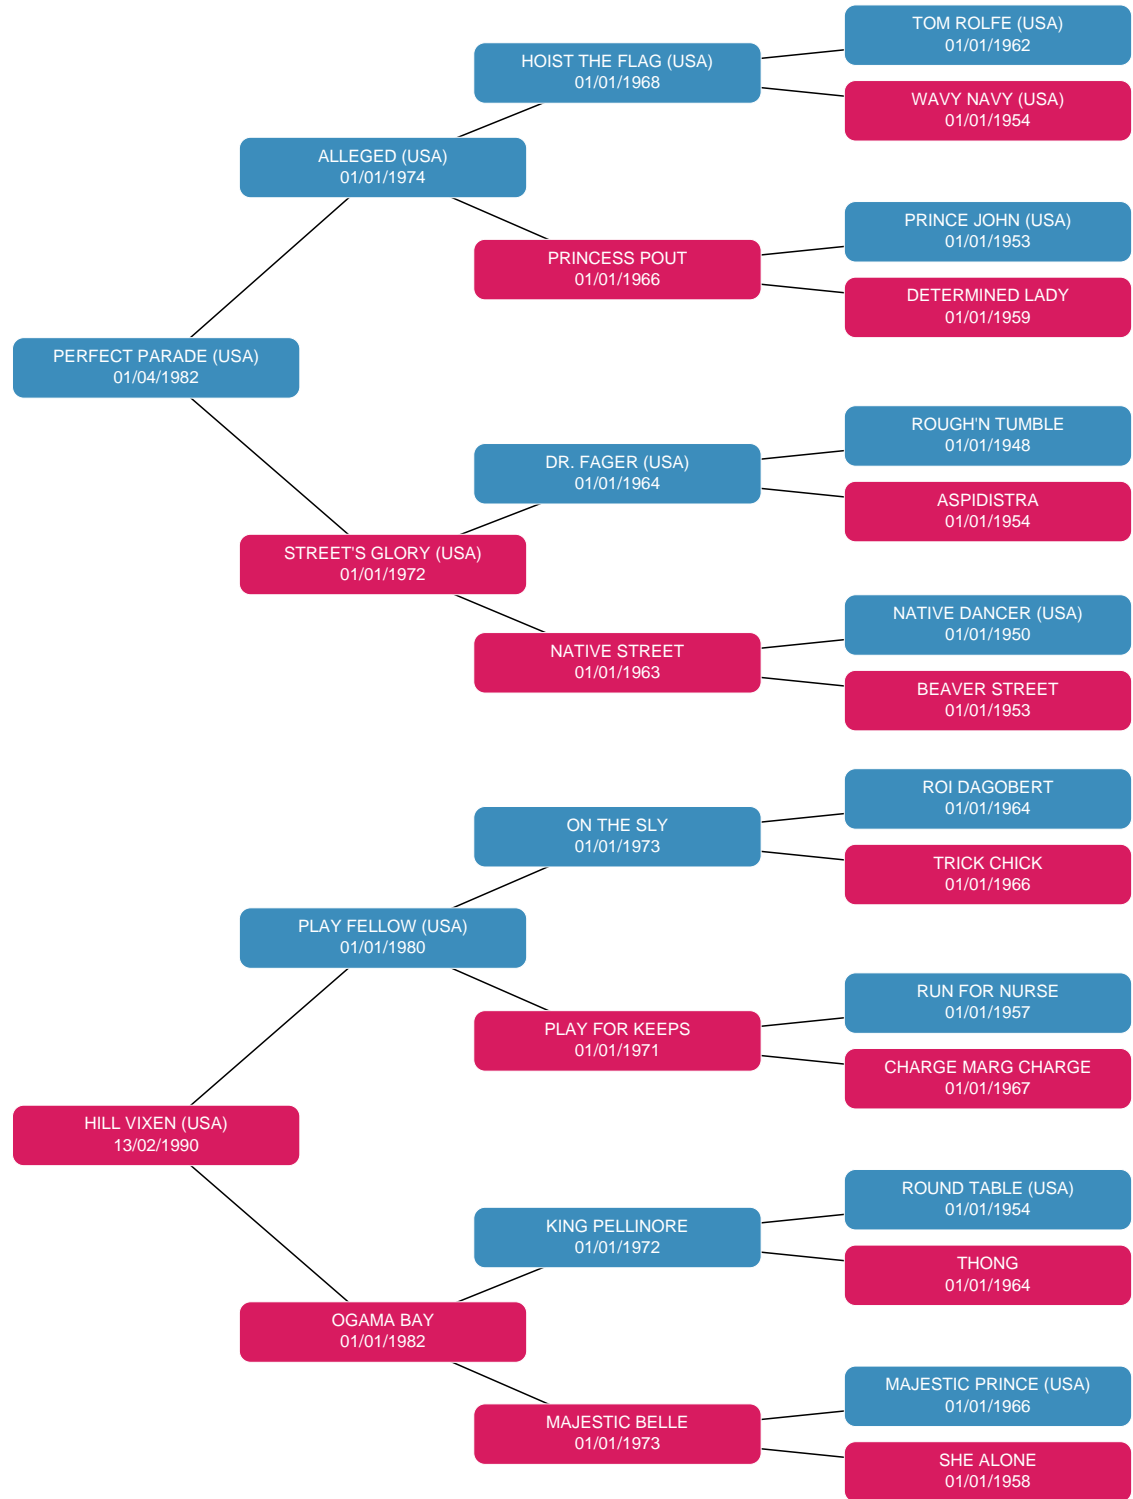 TOM ROLFE (USA)
01/01/1962
HOIST THE FLAG (USA)
01/01/1968
WAVY NAVY (USA)
01/01/1954
ALLEGED (USA)
01/01/1974
PRINCE JOHN (USA)
01/01/1953
PRINCESS POUT
01/01/1966
DETERMINED LADY
01/01/1959
PERFECT PARADE (USA)
01/04/1982
ROUGH'N TUMBLE
01/01/1948
DR. FAGER (USA)
01/01/1964
ASPIDISTRA
01/01/1954
STREET'S GLORY (USA)
01/01/1972
NATIVE DANCER (USA)
01/01/1950
NATIVE STREET
01/01/1963
BEAVER STREET
01/01/1953
ROI DAGOBERT
01/01/1964
ON THE SLY
01/01/1973
TRICK CHICK
01/01/1966
PLAY FELLOW (USA)
01/01/1980
RUN FOR NURSE
01/01/1957
PLAY FOR KEEPS
01/01/1971
CHARGE MARG CHARGE
01/01/1967
HILL VIXEN (USA)
13/02/1990
ROUND TABLE (USA)
01/01/1954
KING PELLINORE
01/01/1972
THONG
01/01/1964
OGAMA BAY
01/01/1982
MAJESTIC PRINCE (USA)
01/01/1966
MAJESTIC BELLE
01/01/1973
SHE ALONE
01/01/1958